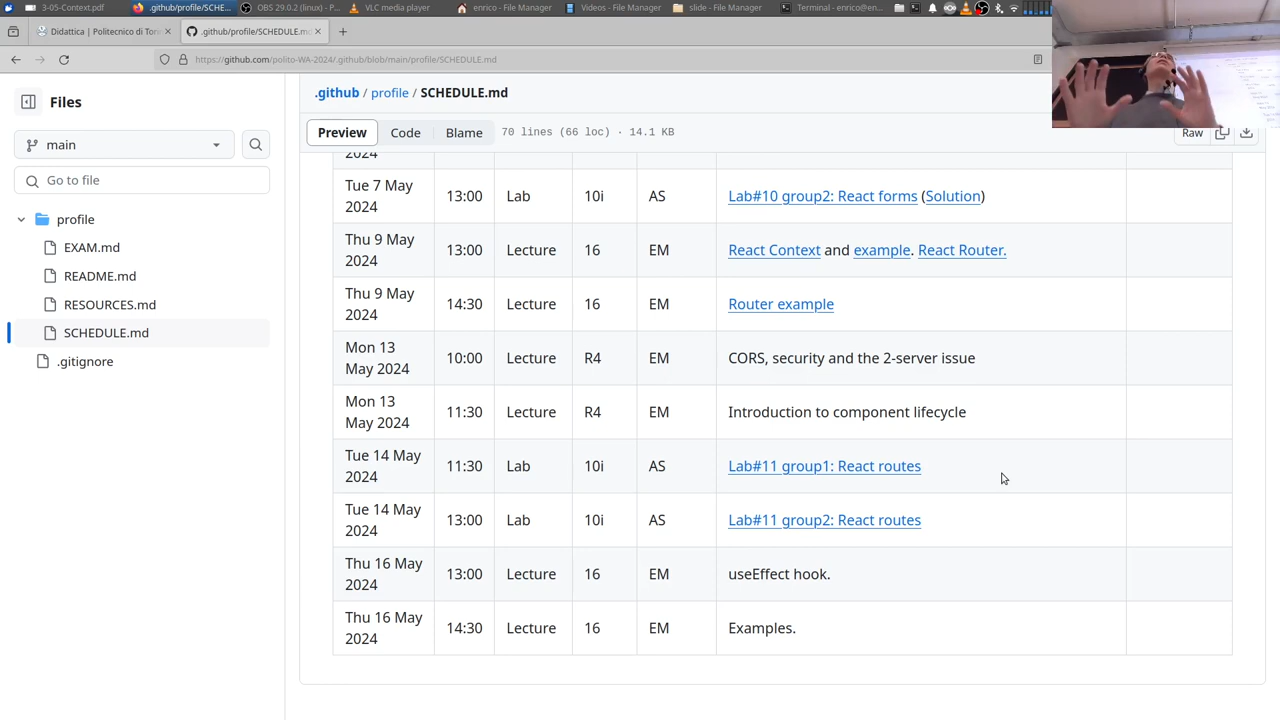 3-05-Context.pdf
.github/profile/SCHE...
OBS 29.0.2 (linux) - P...
VLC media player
enrico - File Manager
Videos - File Manager
slide - File Manager
Terminal - enrico@en...
Didattica | Politecnico di Tor
.github/profile/SCHEDULE.m
https://github.com/polito-WA-2024/.github/blob/main/profile/SCHEDULE.md
Files
.github / profile / SCHEDULE.md
main
Preview Code Blame 70 lines (66 loc) · 14.1 KB
Raw
Go to file
profile
EXAM.md
README.md
RESOURCES.md
SCHEDULE.md
.gitignore
2024
Tue 7 May 2024 13:00 Lab 10i AS Lab#10 group2: React forms (Solution)
Thu 9 May 2024 13:00 Lecture 16 EM React Context and example. React Router.
Thu 9 May 2024 14:30 Lecture 16 EM Router example
Mon 13 May 2024 10:00 Lecture R4 EM CORS, security and the 2-server issue
Mon 13 May 2024 11:30 Lecture R4 EM Introduction to component lifecycle
Tue 14 May 2024 11:30 Lab 10i AS Lab#11 group1: React routes
Tue 14 May 2024 13:00 Lab 10i AS Lab#11 group2: React routes
Thu 16 May 2024 13:00 Lecture 16 EM useEffect hook.
Thu 16 May 2024 14:30 Lecture 16 EM Examples.